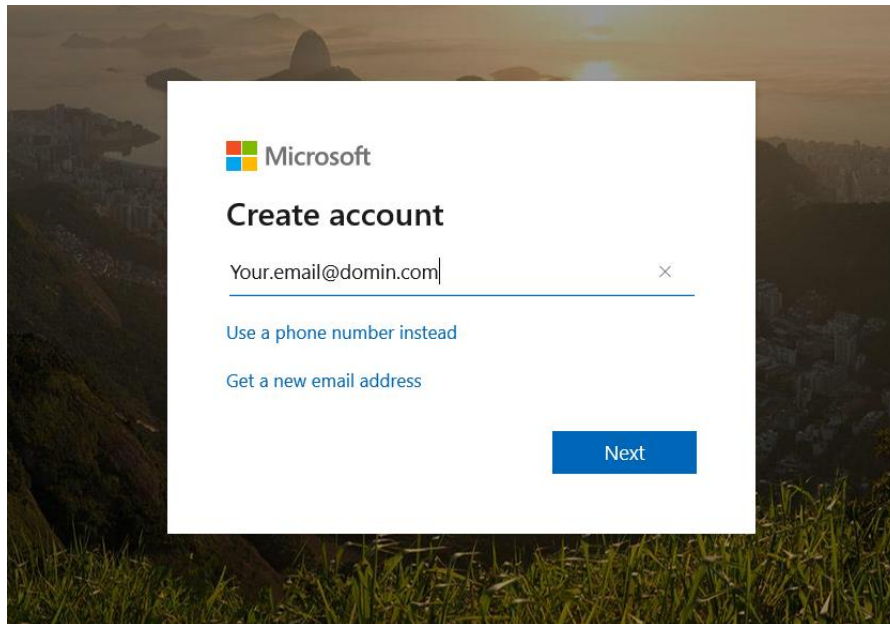 Microsoft
Create account
Your.email@domin.com
Use a phone number instead
Get a new email address
Next